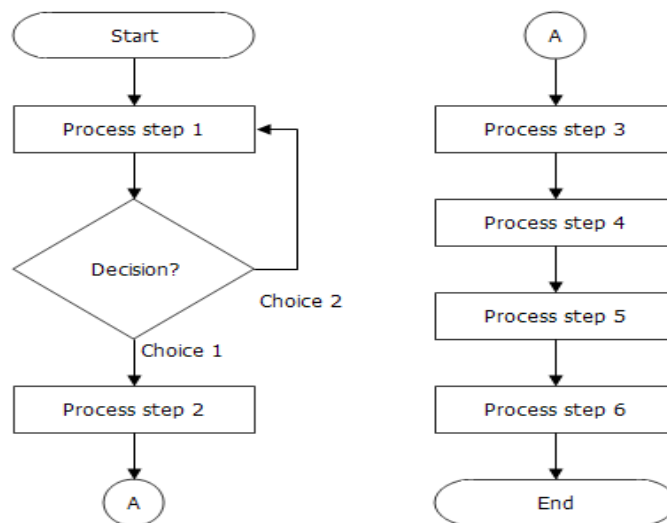 Start
Process step 1
Decision?
Choice 2
Choice 1
Process step 2
A
A
Process step 3
Process step 4
Process step 5
Process step 6
End